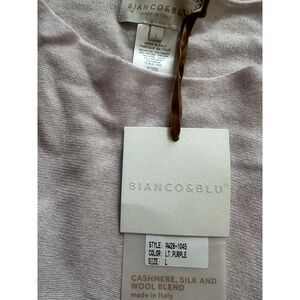 BIANCO&BLU
MADE IN ITALY
L
BIANCO&BLU
STYLE: AW26-1045
COLOR: LT.PURPLE
SIZE: L
CASHMERE, SILK AND
WOOL BLEND
made in Italy